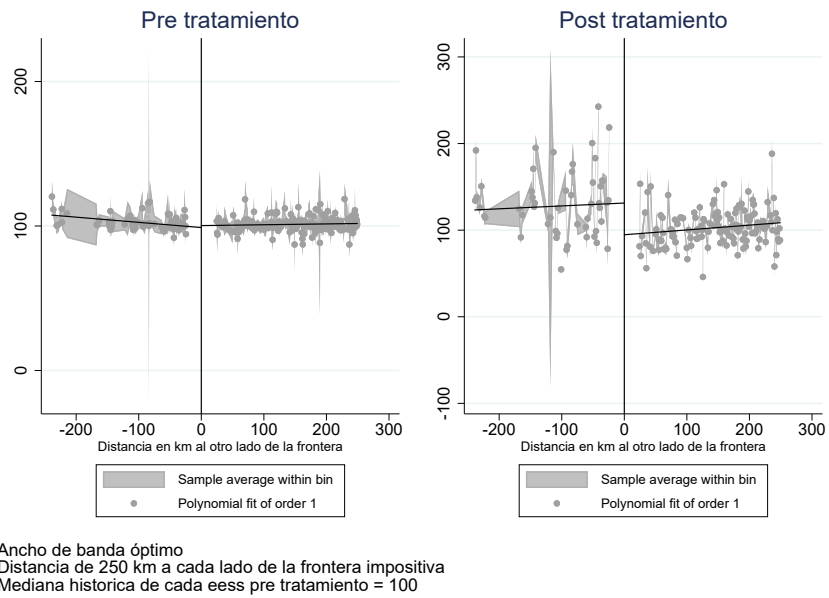 Pre tratamiento
200
100
0
-200 -100 0 100 200 300
Distancia en km al otro lado de la frontera
Sample average within bin
Polynomial fit of order 1
Post tratamiento
300
200
100
0
-100
-200 -100 0 100 200 300
Distancia en km al otro lado de la frontera
Sample average within bin
Polynomial fit of order 1
Ancho de banda óptimo
Distancia de 250 km a cada lado de la frontera impositiva
Mediana historica de cada eess pre tratamiento = 100